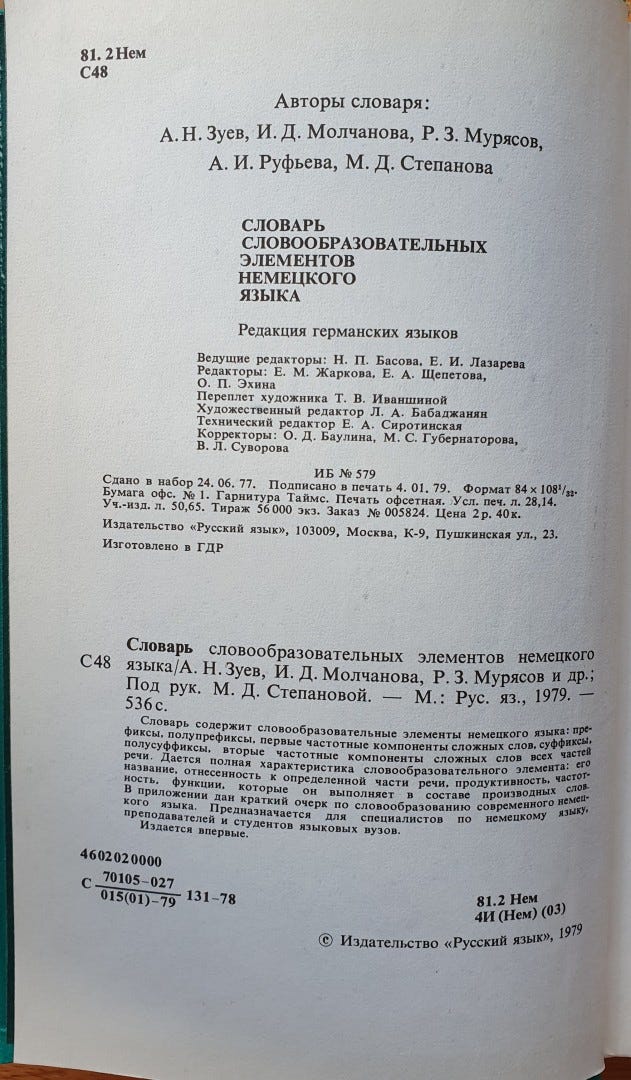 81. 2 Нем
С48
Авторы словаря:
А. Н. Зуев, И. Д. Молчанова, Р. З. Мурясов,
А. И. Руфьева, М. Д. Степанова
СЛОВАРЬ
СЛОВООБРАЗОВАТЕЛЬНЫХ
ЭЛЕМЕНТОВ
НЕМЕЦКОГО
ЯЗЫКА
Редакция германских языков
Ведущие редакторы: Н. П. Басова, Е. И. Лазарева
Редакторы: Е. М. Жаркова, Е. А. Щепетова,
О. П. Эхина
Переплет художника Т. В. Иваншиной
Художественный редактор Л. А. Бабаджанян
Технический редактор Е. А. Сиротинская
Корректоры: О. Д. Баулина, М. С. Губернаторова,
В. Л. Суворова
ИБ № 579
Сдано в набор 24. 06. 77. Подписано в печать 4. 01. 79. Формат 84 × 108¹/₃₂.
Бумага офс. № 1. Гарнитура Таймс. Печать офсетная. Усл. печ. л. 28,14.
Уч.-изд. л. 50,65. Тираж 56 000 экз. Заказ № 005824. Цена 2 р. 40 к.
Издательство «Русский язык», 103009, Москва, К-9, Пушкинская ул., 23.
Изготовлено в ГДР
Словарь словообразовательных элементов немецкого
С48 языка/А. Н. Зуев, И. Д. Молчанова, Р. З. Мурясов и др.;
Под рук. М. Д. Степановой. — М.: Рус. яз., 1979. —
536 с.
Словарь содержит словообразовательные элементы немецкого языка: пре-
фиксы, полупрефиксы, первые частотные компоненты сложных слов, суффиксы,
полусуффиксы, вторые частотные компоненты сложных слов всех частей
речи. Дается полная характеристика словообразовательного элемента: его
название, отнесенность к определенной части речи, продуктивность, частот-
ность, функции, которые он выполняет в составе производных слов.
В приложении дан краткий очерк по словообразованию современного немец-
кого языка. Предназначается для специалистов по немецкому языку,
преподавателей и студентов языковых вузов.
Издается впервые.
4602020000
С 70105-027
015(01)-79 131-78
81.2 Нем
4И (Нем) (03)
© Издательство «Русский язык», 1979